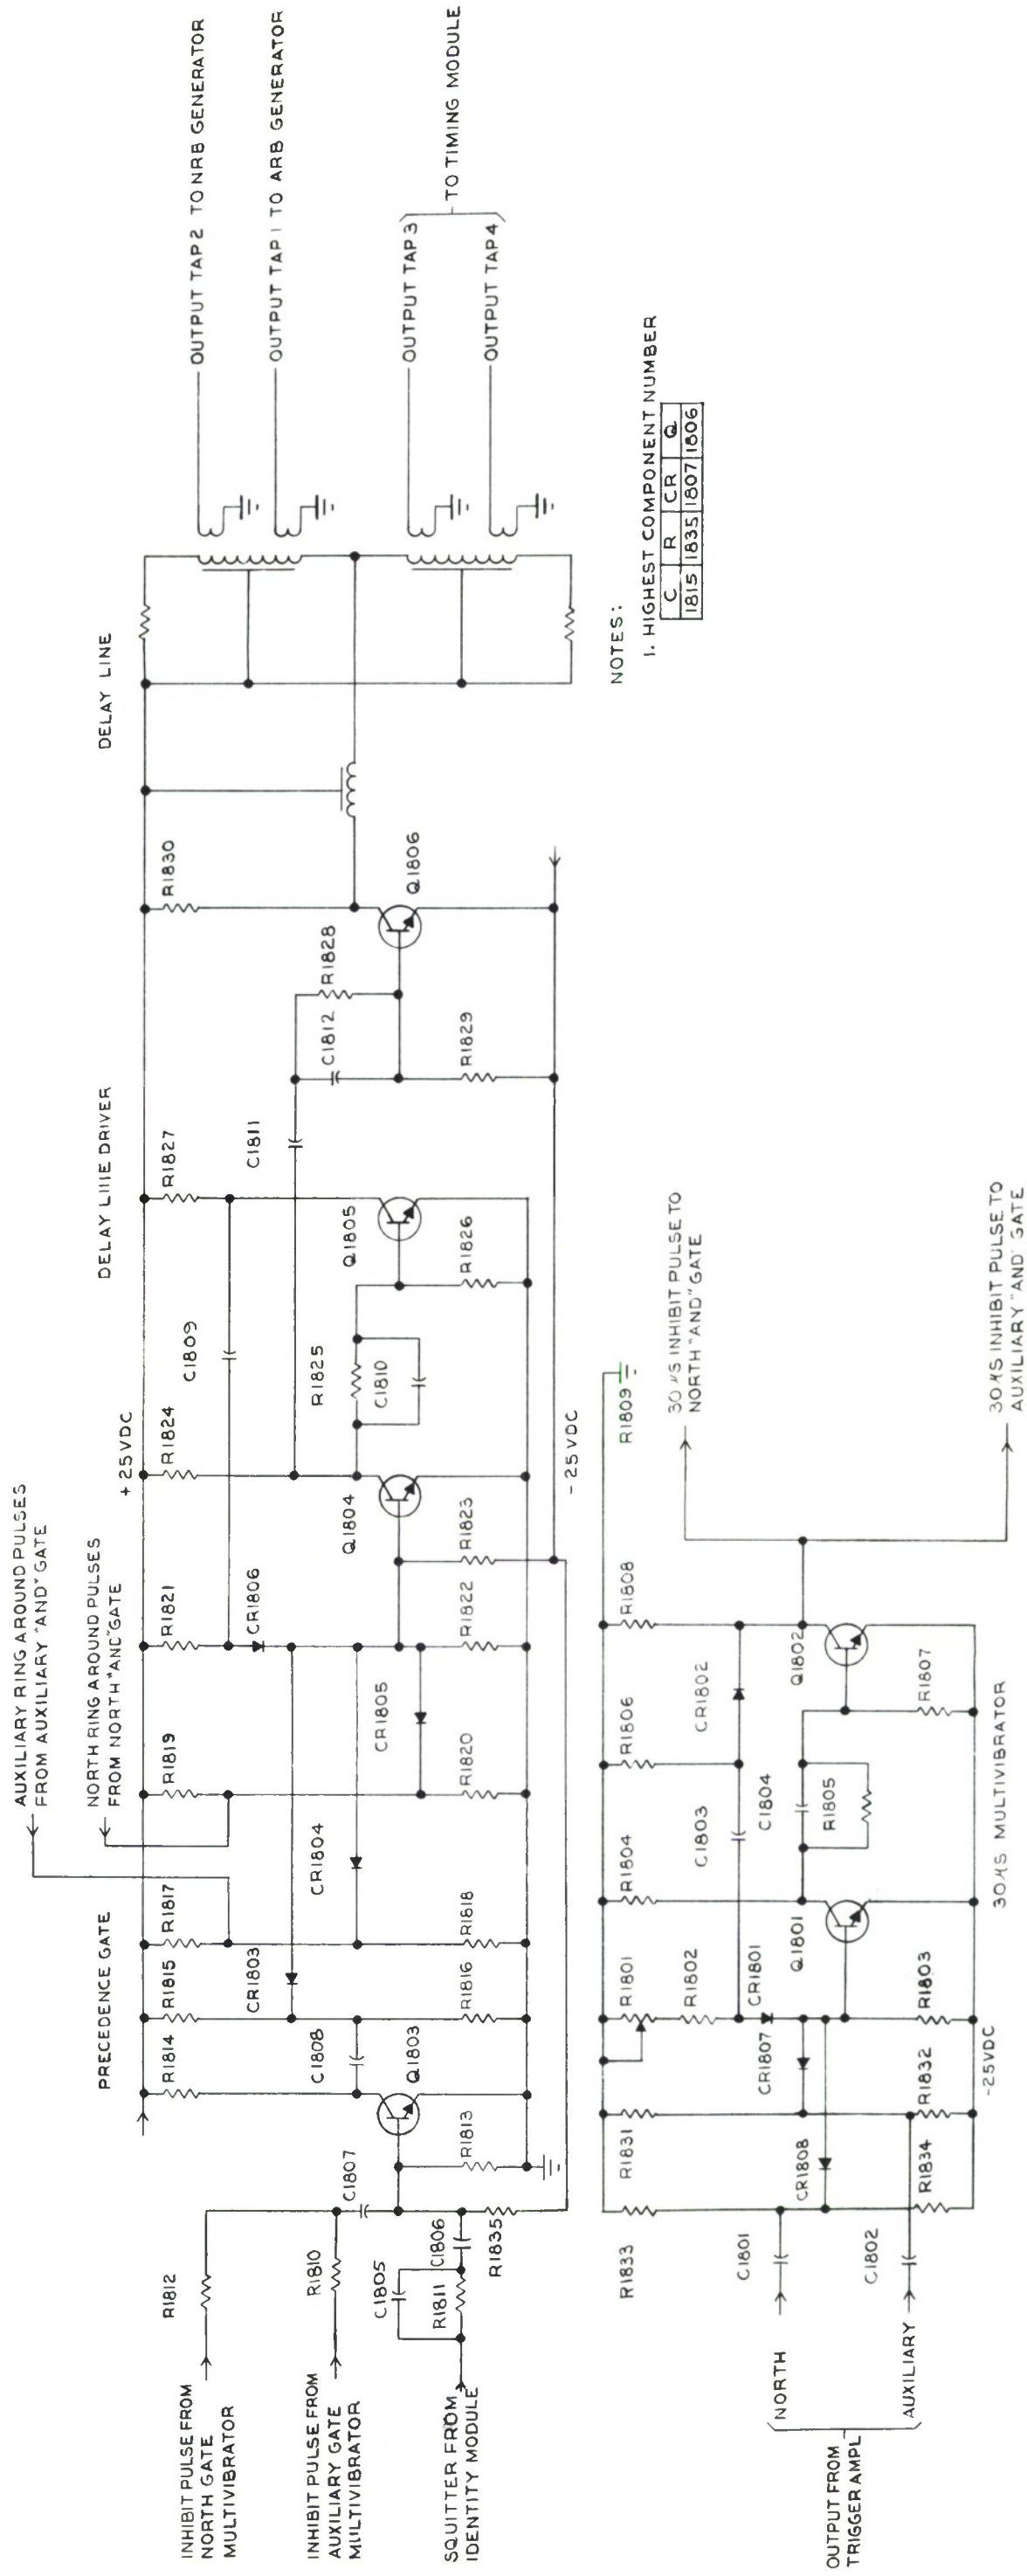 AUXILIARY RING AROUND PULSES
FROM AUXILIARY "AND" GATE
NORTH RING AROUND PULSES
FROM NORTH "AND" GATE
PRECEDENCE GATE
+25VDC
DELAY LINE DRIVER
DELAY LINE
R1814
R1815
R1817
R1819
R1821
R1824
R1827
R1830
INHIBIT PULSE FROM
NORTH GATE
MULTIVIBRATOR
R1812
C1809
C1811
OUTPUT TAP 2 TO NRB GENERATOR
CR1803
CR1806
OUTPUT TAP 1 TO ARB GENERATOR
INHIBIT PULSE FROM
AUXILIARY GATE
MULTIVIBRATOR
R1810
C1807
C1808
CR1804
R1825
C1812
R1828
C1805
R1811
C1806
Q1803
CR1805
Q1804
C1810
Q1805
Q1806
OUTPUT TAP 3
TO TIMING MODULE
SQUITTER FROM
IDENTITY MODULE
R1835
R1813
R1816
R1818
R1820
R1822
R1823
R1826
R1829
OUTPUT TAP 4
-25VDC
NOTES:
1. HIGHEST COMPONENT NUMBER
C R CR Q
1815 1835 1807 1806
R1833
R1831
R1801
R1804
R1806
R1808
R1809
R1802
C1803
CR1802
30 μS INHIBIT PULSE TO
NORTH "AND" GATE
C1801
CR1807
CR1801
C1804
NORTH
CR1808
Q1801
R1805
Q1802
C1802
OUTPUT FROM
TRIGGER AMPL
AUXILIARY
R1834
R1832
R1803
R1807
-25VDC
30μS MULTIVIBRATOR
30μS INHIBIT PULSE TO
AUXILIARY "AND" GATE